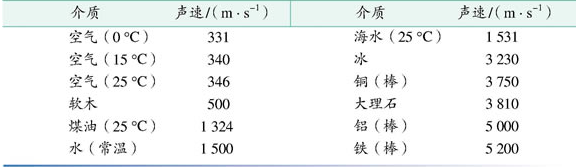 介质 声速/(m·s⁻¹) 介质 声速/(m·s⁻¹)
空气(0 ℃) 331 海水(25 ℃) 1 531
空气(15 ℃) 340 冰 3 230
空气(25 ℃) 346 铜(棒) 3 750
软木 500 大理石 3 810
煤油(25 ℃) 1 324 铝(棒) 5 000
水(常温) 1 500 铁(棒) 5 200